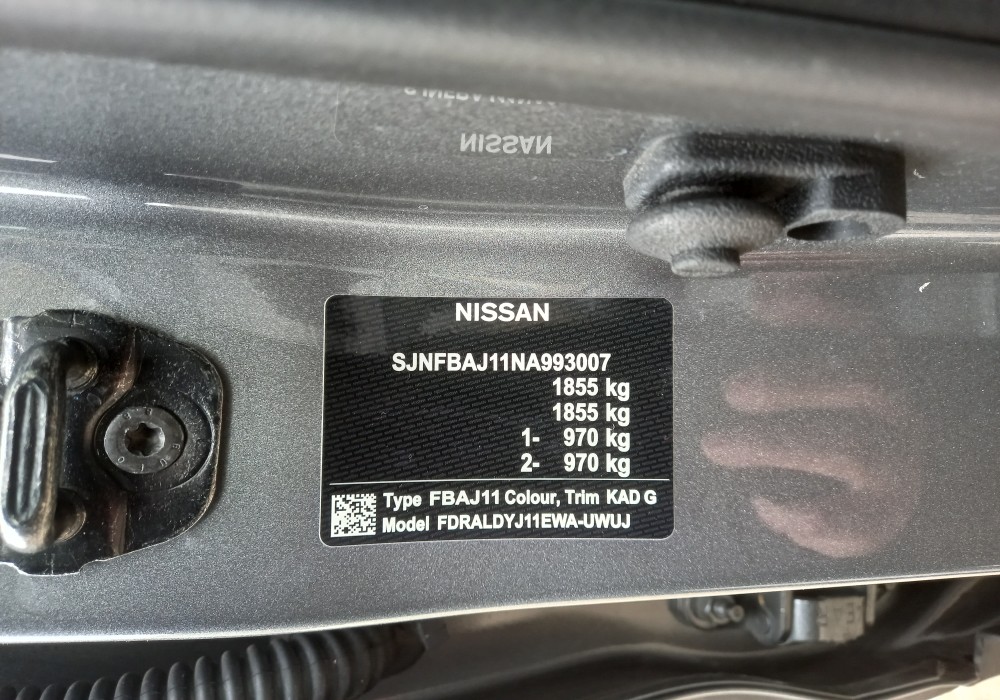 NISSAN
NISSAN
SJNFBAJ11NA993007
1855 kg
1855 kg
1- 970 kg
2- 970 kg
Type FBAJ11 Colour, Trim KAD G
Model FDRALDYJ11EWA-UWUJ